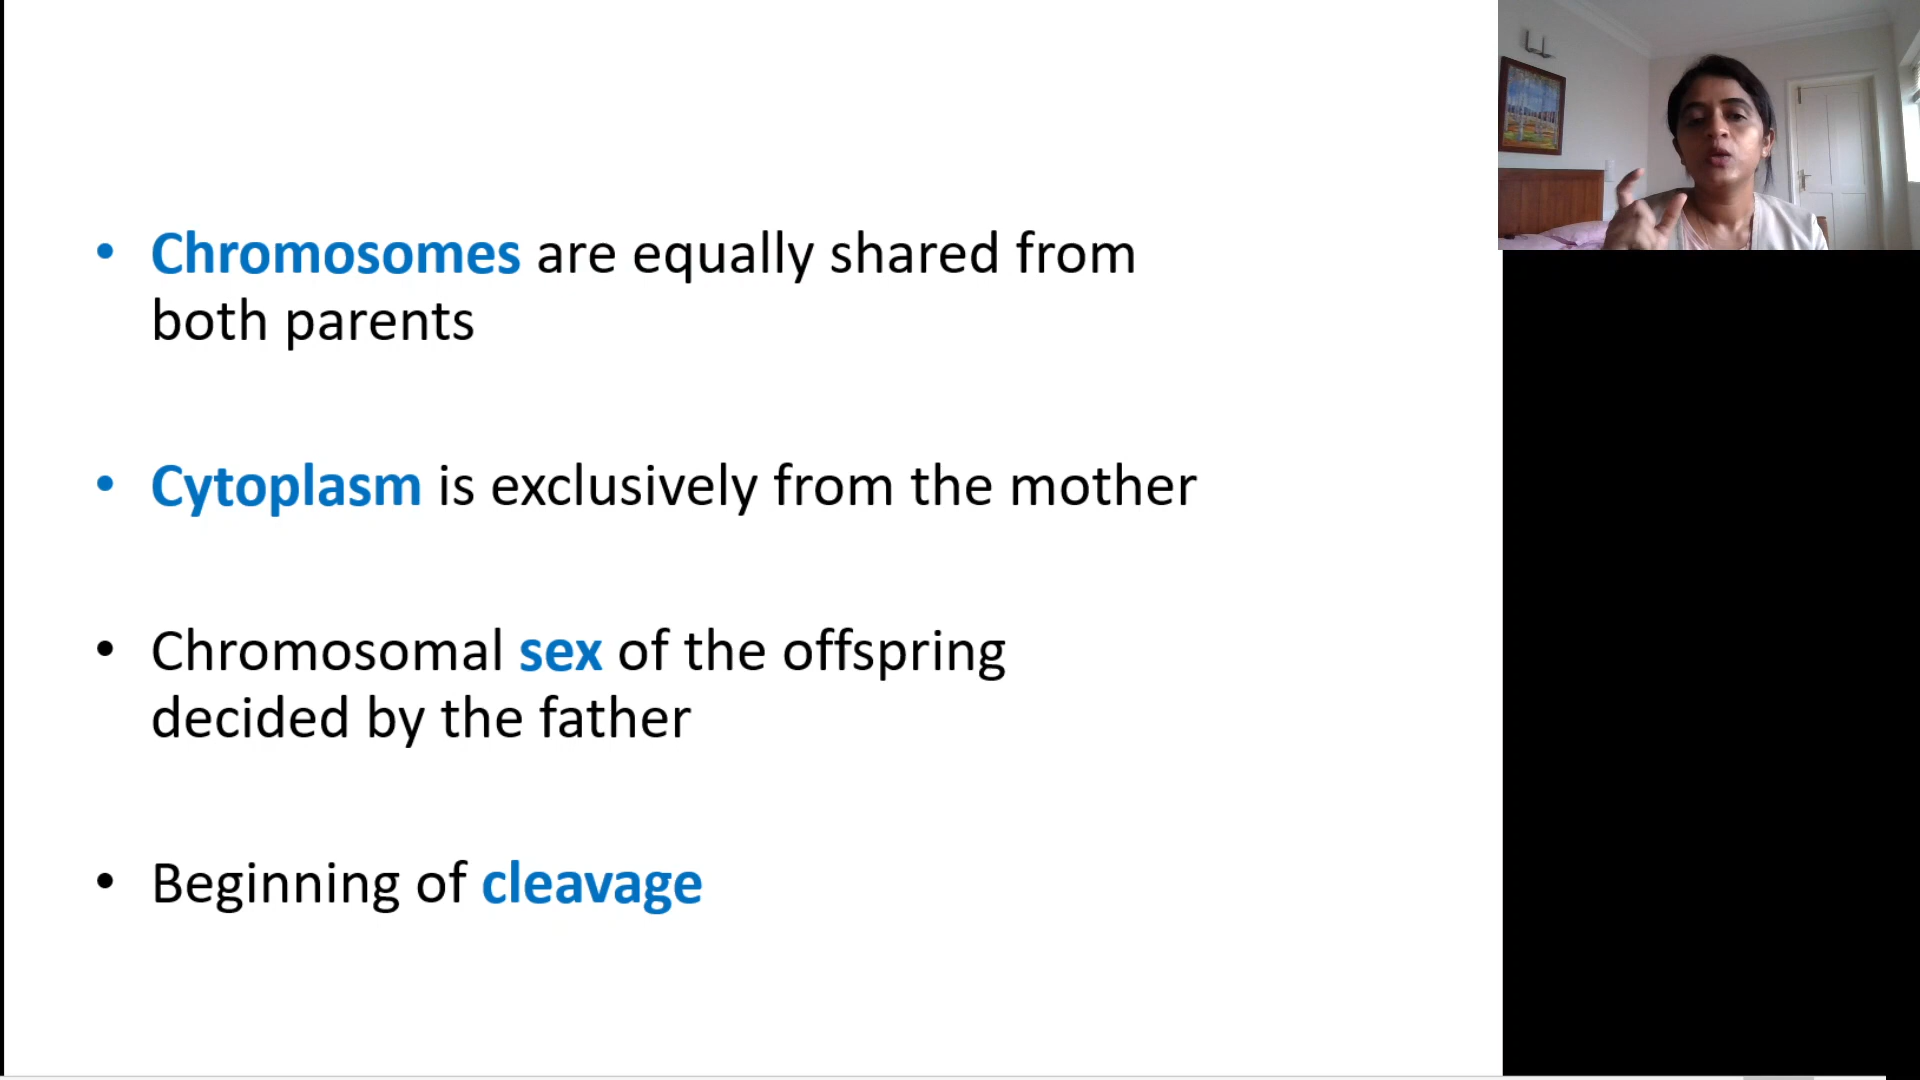 • Chromosomes are equally shared from
both parents
• Cytoplasm is exclusively from the mother
• Chromosomal sex of the offspring
decided by the father
• Beginning of cleavage